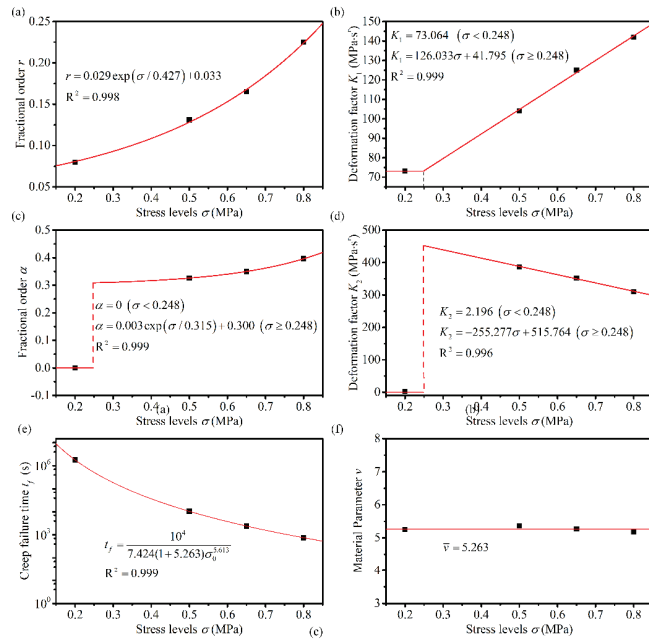 (a)
r = 0.029 exp(σ / 0.427) + 0.033
R² = 0.998
Fractional order r
0.25
0.20
0.15
0.10
0.05
0.2 0.3 0.4 0.5 0.6 0.7 0.8
Stress levels σ (MPa)
(b)
K₁ = 73.064 (σ < 0.248)
K₁ = 126.033σ + 41.795 (σ ≥ 0.248)
R² = 0.999
Deformation factor K₁ (MPa·sʳ)
150
140
130
120
110
100
90
80
70
0.2 0.3 0.4 0.5 0.6 0.7 0.8
Stress levels σ (MPa)
(c)
α = 0 (σ < 0.248)
α = 0.003 exp(σ / 0.315) + 0.300 (σ ≥ 0.248)
R² = 0.999
Fractional order α
0.5
0.4
0.3
0.2
0.1
0.0
-0.1
0.2 0.3 0.4 0.5 0.6 0.7 0.8
(a)
Stress levels σ (MPa)
(d)
K₂ = 2.196 (σ < 0.248)
K₂ = −255.277σ + 515.764 (σ ≥ 0.248)
R² = 0.996
Deformation factor K₂
500
400
300
200
100
0
0.2 0.3 0.4 0.5 0.6 0.7 0.8
Stress levels σ (MPa)
(e)
t_f = 10⁴ / 7.424(1+5.263)σ₀^5.613
R² = 0.999
Creep failure time t_f (s)
10⁶
10³
10⁰
0.2 0.3 0.4 0.5 0.6 0.7 0.8
Stress levels σ (MPa)
(f)
v̄ = 5.263
Material Parameter v
8
7
6
5
4
3
0.2 0.3 0.4 0.5 0.6 0.7 0.8
Stress levels σ (MPa)